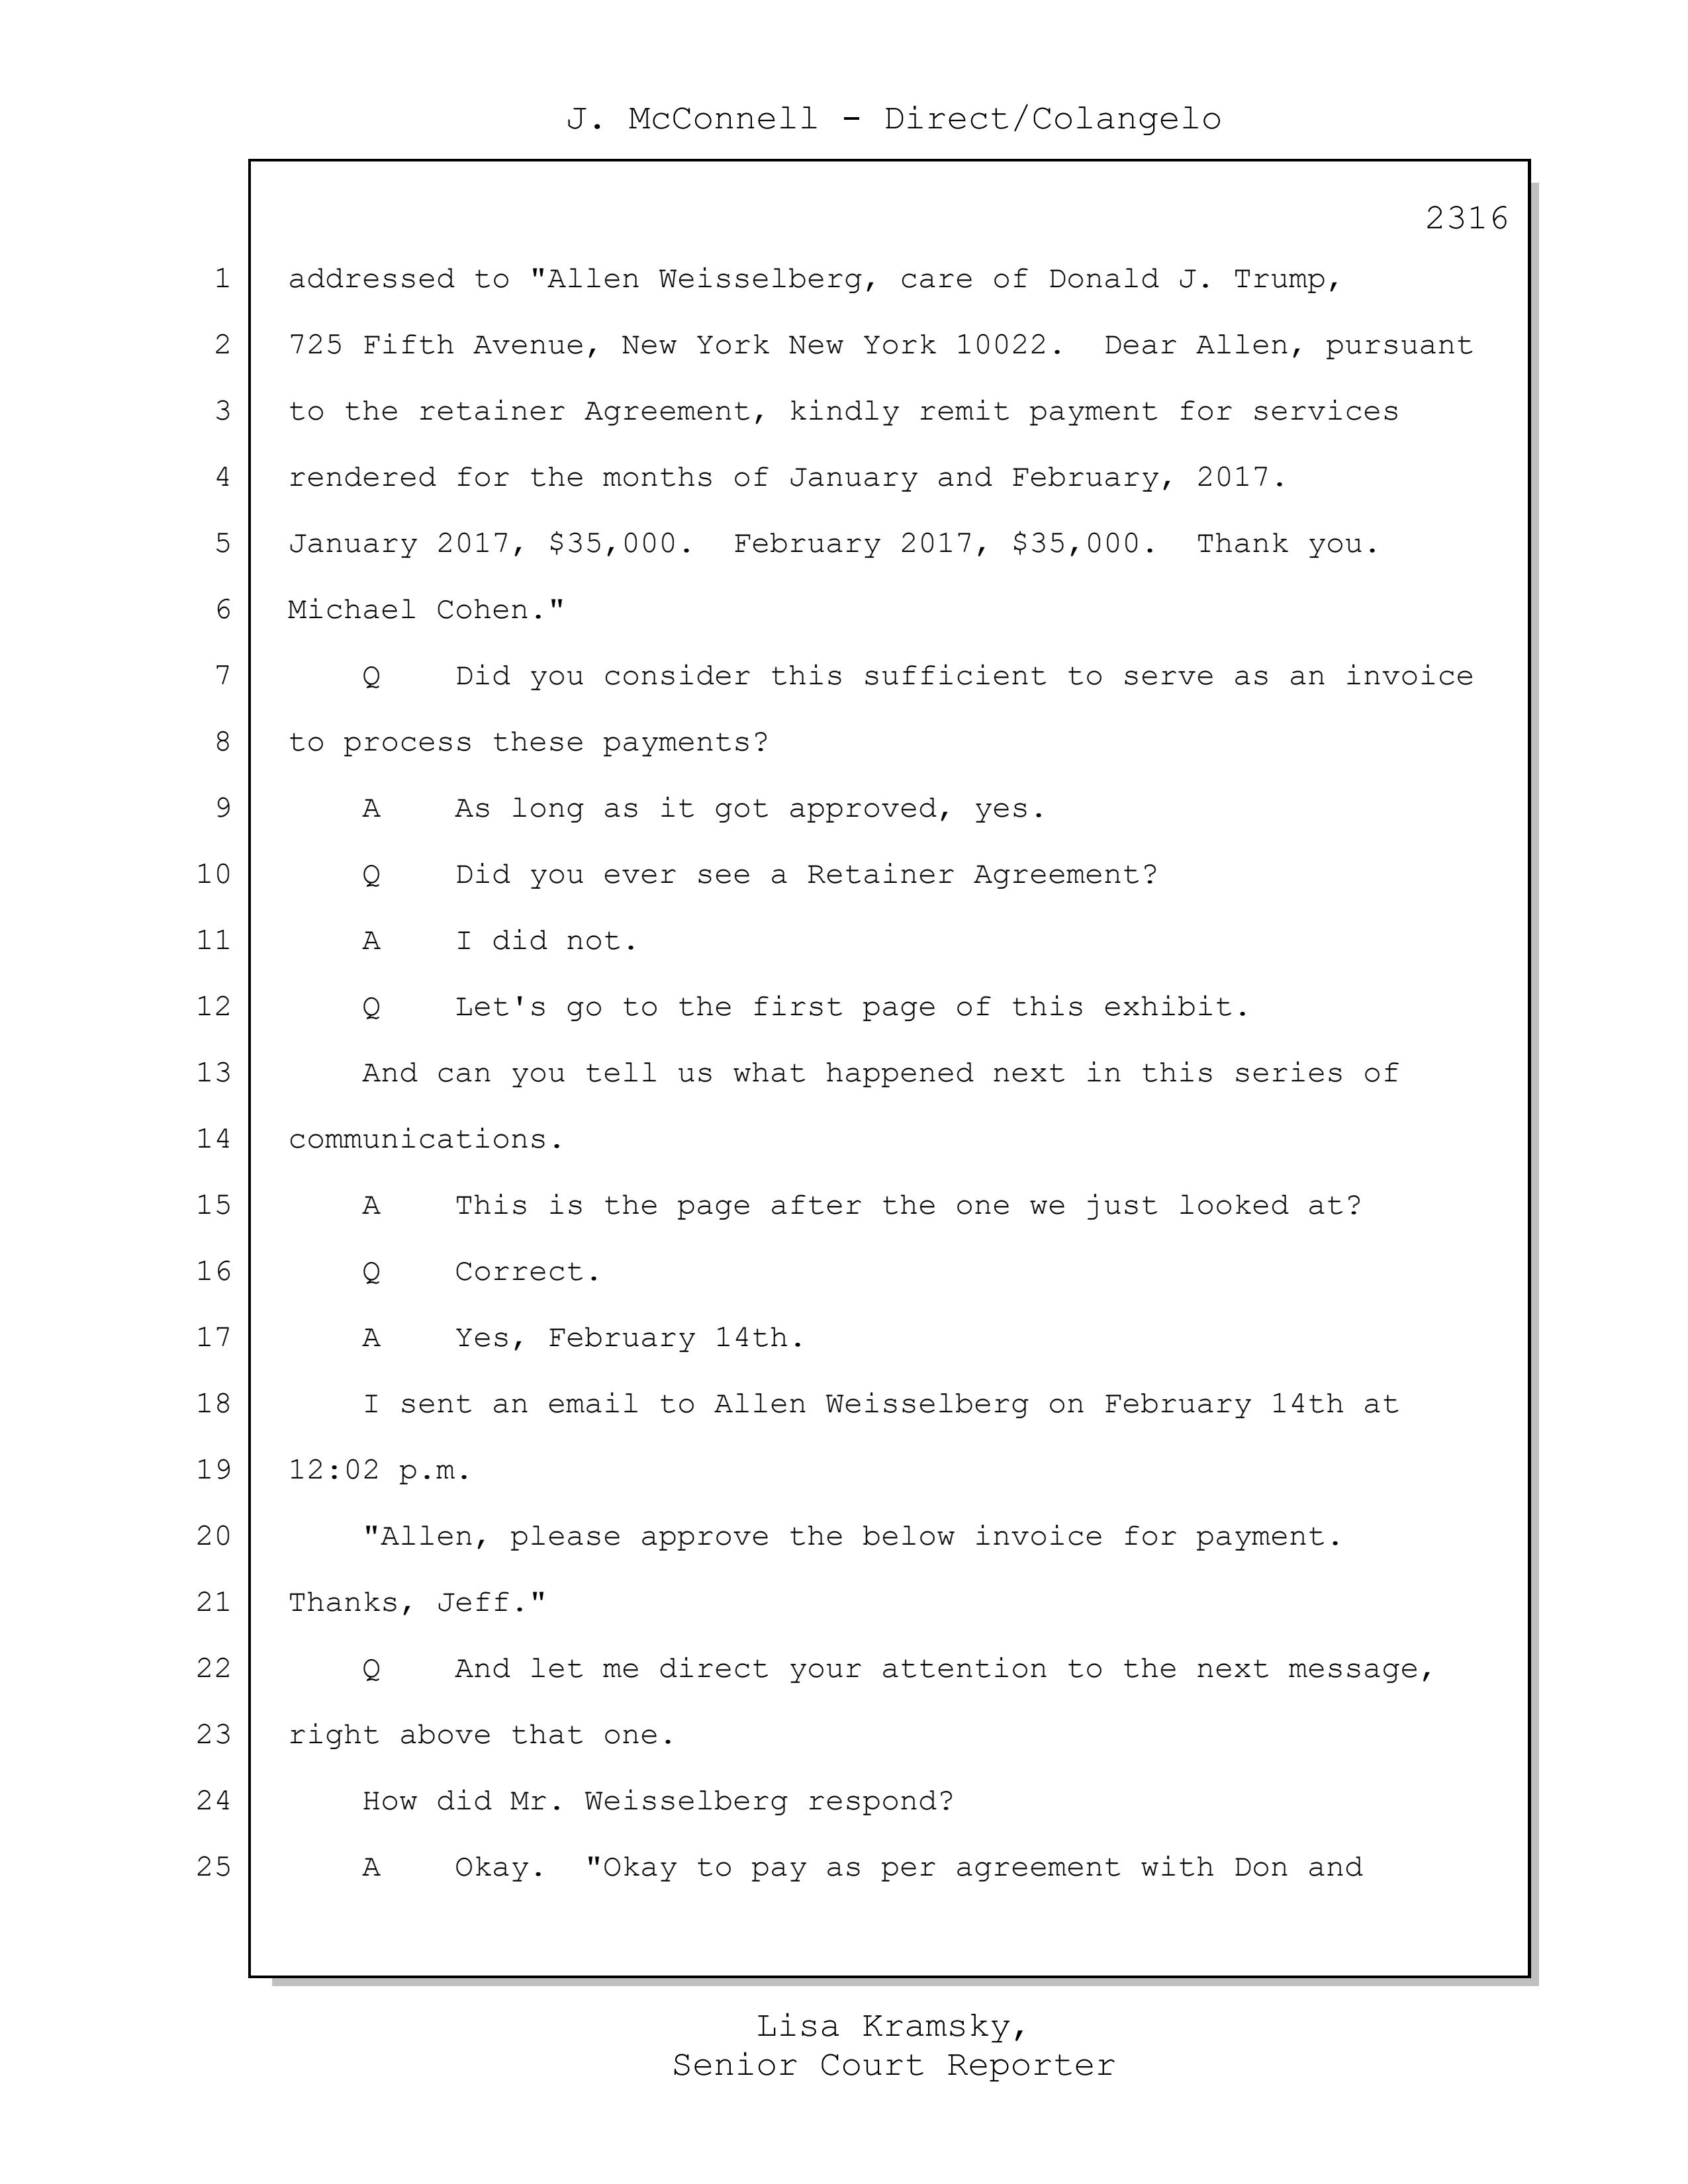 J. McConnell - Direct/Colangelo
2316
1 addressed to "Allen Weisselberg, care of Donald J. Trump,
2 725 Fifth Avenue, New York New York 10022.  Dear Allen, pursuant
3 to the retainer Agreement, kindly remit payment for services
4 rendered for the months of January and February, 2017.
5 January 2017, $35,000.  February 2017, $35,000.  Thank you.
6 Michael Cohen."
7 Q    Did you consider this sufficient to serve as an invoice
8 to process these payments?
9 A    As long as it got approved, yes.
10 Q    Did you ever see a Retainer Agreement?
11 A    I did not.
12 Q    Let's go to the first page of this exhibit.
13 And can you tell us what happened next in this series of
14 communications.
15 A    This is the page after the one we just looked at?
16 Q    Correct.
17 A    Yes, February 14th.
18 I sent an email to Allen Weisselberg on February 14th at
19 12:02 p.m.
20 "Allen, please approve the below invoice for payment.
21 Thanks, Jeff."
22 Q    And let me direct your attention to the next message,
23 right above that one.
24 How did Mr. Weisselberg respond?
25 A    Okay.  "Okay to pay as per agreement with Don and
Lisa Kramsky,
Senior Court Reporter